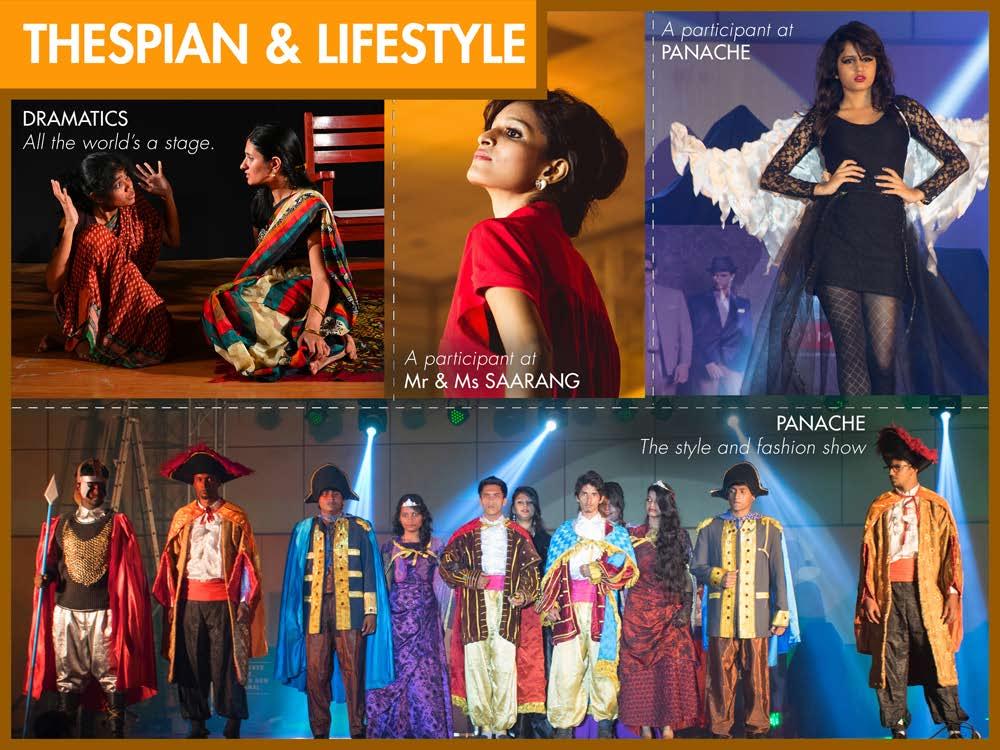 THESPIAN & LIFESTYLE
DRAMATICS
All the world's a stage.
A participant at
Mr & Ms SAARANG
A participant at
PANACHE
PANACHE
The style and fashion show